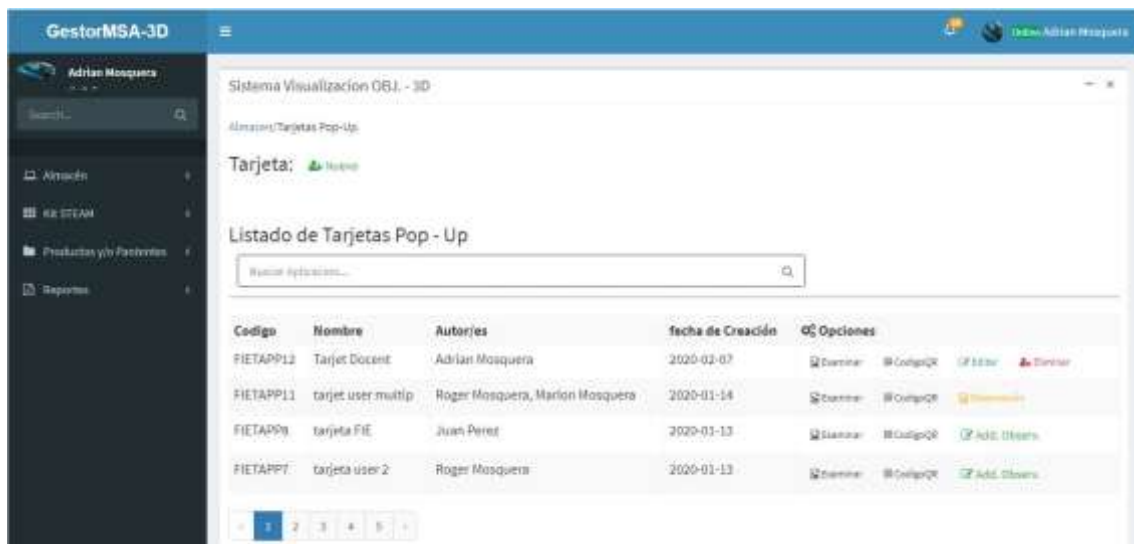 GestorMSA-3D
Online Adrian Mosquera
Adrian Mosquera
Search...
Almacén
Kit STEAM
Productos y/o
Reportes
Sistema Visualizacion OBJ. - 3D
Almacen/Tarjetas Pop-Up
Tarjeta: Nuevo
Listado de Tarjetas Pop - Up
Buscar
Codigo Nombre Autor/es fecha de Creación Opciones
FIETAPP12 Tarjet Docent Adrian Mosquera 2020-02-07 Examinar CodigoQR Editar Eliminar
FIETAPP11 tarjet user multip Roger Mosquera, Marlon Mosquera 2020-01-14 Examinar CodigoQR
FIETAPP8 tarjeta FIE Juan Perez 2020-01-13 Examinar CodigoQR Add. Observ.
FIETAPP7 tarjeta user 2 Roger Mosquera 2020-01-13 Examinar CodigoQR Add. Observ.
‹ 1 2 3 4 5 ›